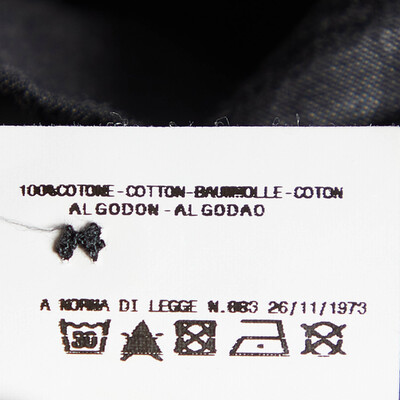 100%COTONE-COTTON-BAUMWOLLE-COTON
ALGODON-ALGODAO
A NORMA DI LEGGE N.883 26/11/1973
30